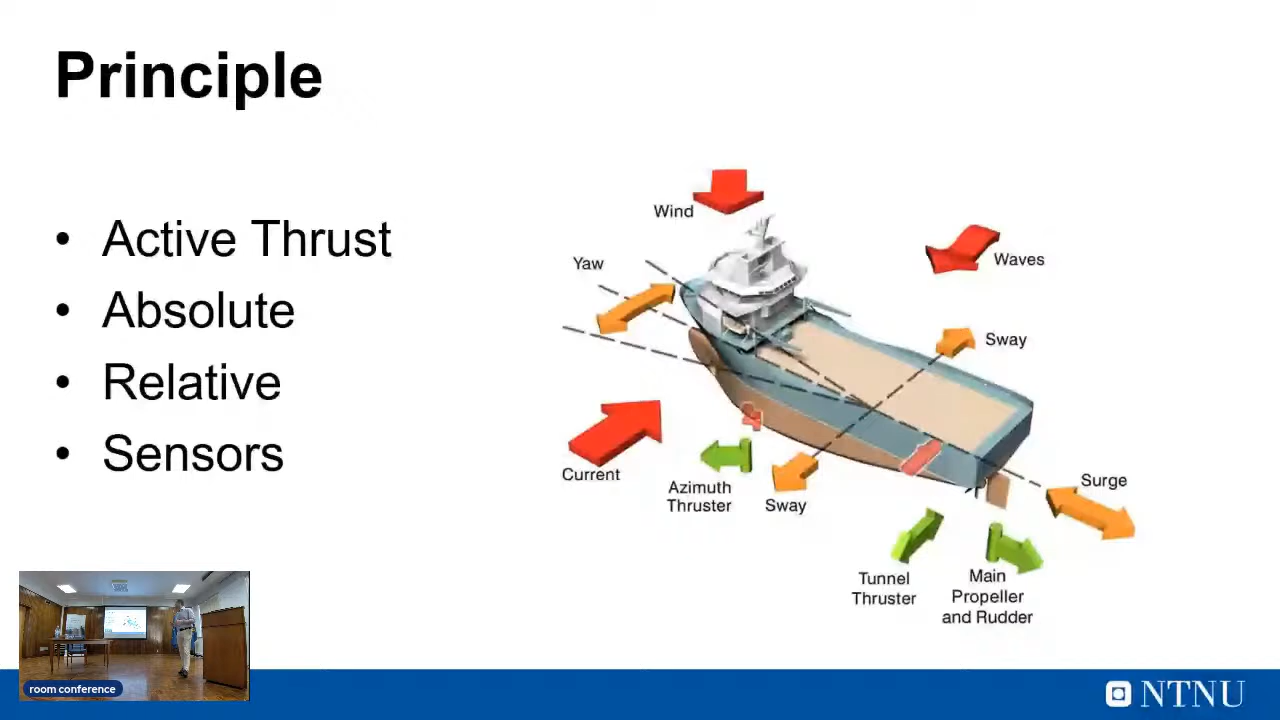 Principle
• Active Thrust
• Absolute
• Relative
• Sensors
Wind
Yaw
Waves
Sway
Current
Azimuth
Thruster
Sway
Surge
Tunnel
Thruster
Main
Propeller
and Rudder
room conference
NTNU